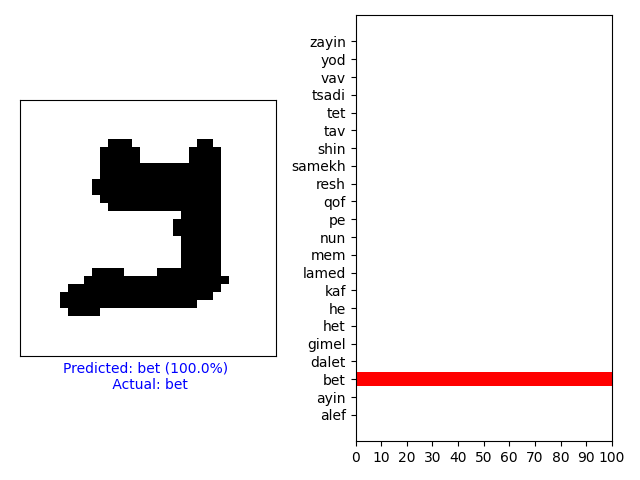 ב
Predicted: bet (100.0%)
Actual: bet
zayin
yod
vav
tsadi
tet
tav
shin
samekh
resh
qof
pe
nun
mem
lamed
kaf
he
het
gimel
dalet
bet
ayin
alef
0 10 20 30 40 50 60 70 80 90 100